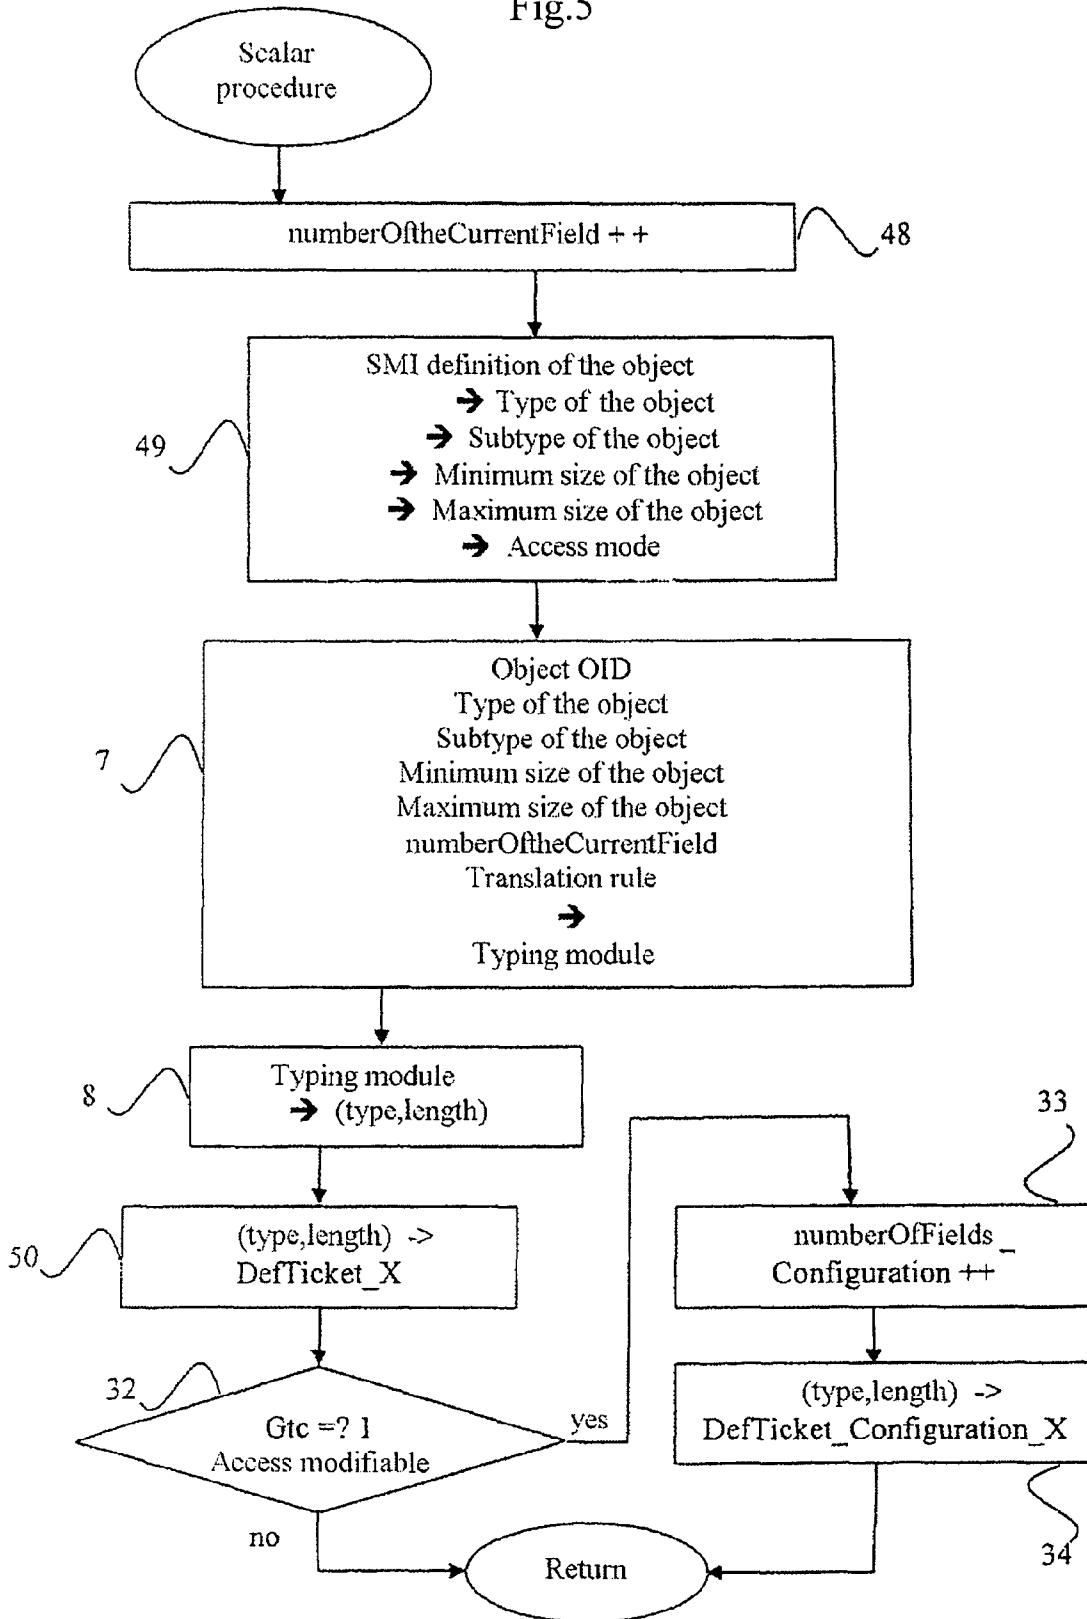 Fig.5
Scalar
procedure
numberOftheCurrentField + +
48
SMI definition of the object
➔ Type of the object
➔ Subtype of the object
➔ Minimum size of the object
➔ Maximum size of the object
➔ Access mode
49
Object OID
Type of the object
Subtype of the object
Minimum size of the object
Maximum size of the object
numberOftheCurrentField
Translation rule
➔
Typing module
7
Typing module
➔ (type,length)
8
33
(type,length) ->
DefTicket_X
50
numberOfFields_
Configuration ++
32
Gtc =? 1
Access modifiable
yes
(type,length) ->
DefTicket_Configuration_X
34
no
Return